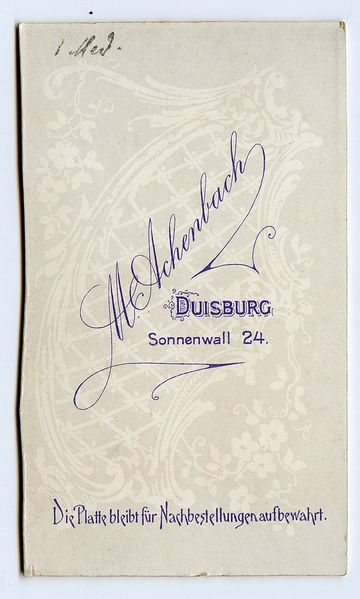 1 Med.
M. Achenbach
DUISBURG
Sonnenwall 24.
Die Platte bleibt für Nachbestellungen aufbewahrt.